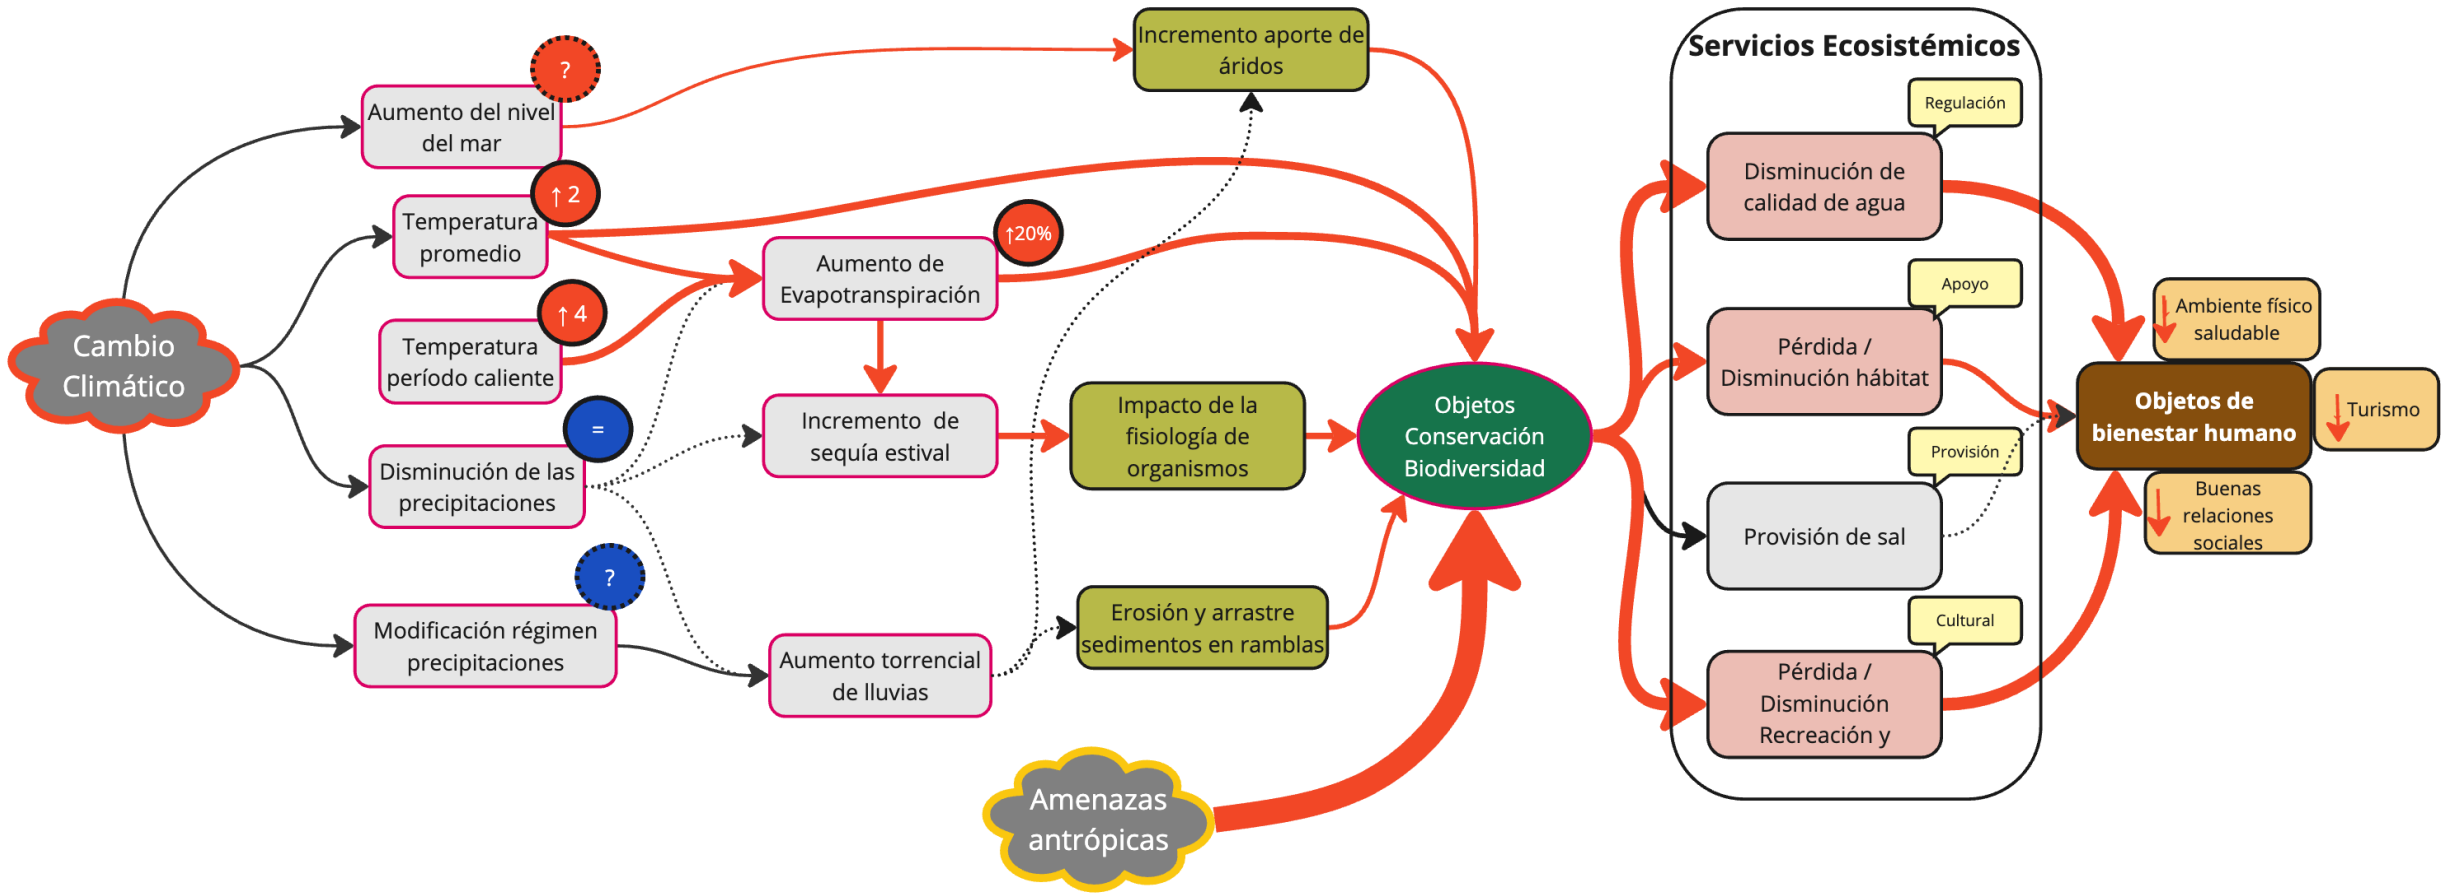 Cambio
Climático
Aumento del nivel
del mar
?
Temperatura
promedio
↑ 2
Temperatura
período caliente
↑ 4
Disminución de las
precipitaciones
=
Modificación régimen
precipitaciones
?
Aumento de
Evapotranspiración
↑20%
Incremento de
sequía estival
Aumento torrencial
de lluvias
Incremento aporte de
áridos
Impacto de la
fisiología de
organismos
Erosión y arrastre
sedimentos en ramblas
Amenazas
antrópicas
Objetos
Conservación
Biodiversidad
Servicios Ecosistémicos
Regulación
Disminución de
calidad de agua
Apoyo
Pérdida /
Disminución hábitat
Provisión
Provisión de sal
Cultural
Pérdida /
Disminución
Recreación y
Ambiente físico
saludable
Objetos de
bienestar humano
Turismo
Buenas
relaciones
sociales